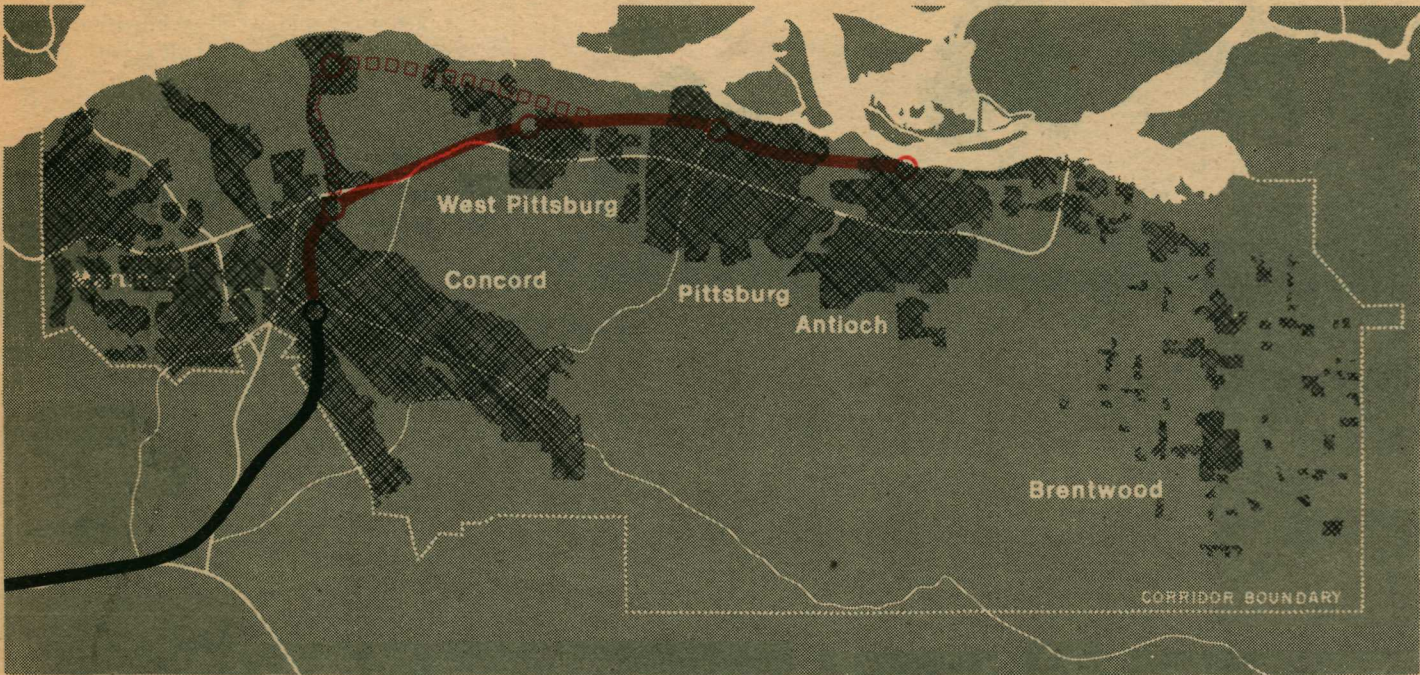 West Pittsburg
Concord
Pittsburg
Antioch
Brentwood
CORRIDOR BOUNDARY